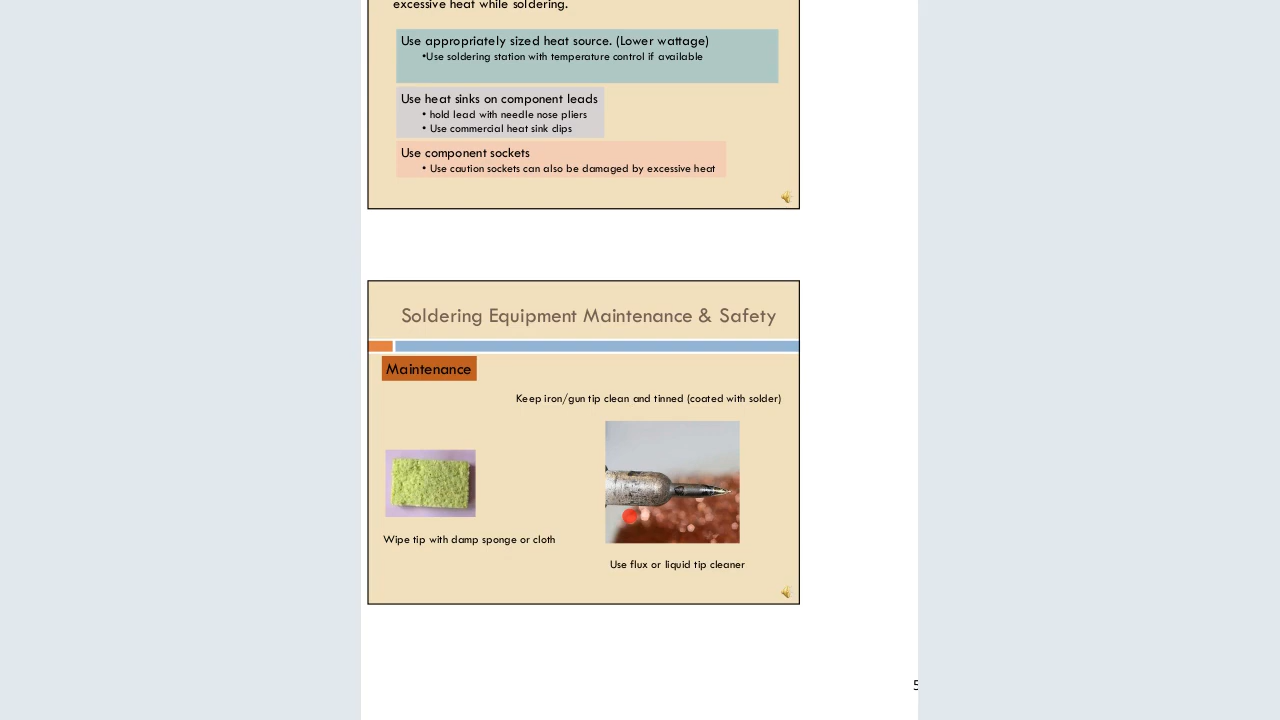 excessive heat while soldering.
Use appropriately sized heat source. (Lower wattage)
•Use soldering station with temperature control if available
Use heat sinks on component leads
• hold lead with needle nose pliers
• Use commercial heat sink clips
Use component sockets
• Use caution sockets can also be damaged by excessive heat
Soldering Equipment Maintenance & Safety
Maintenance
Keep iron/gun tip clean and tinned (coated with solder)
Wipe tip with damp sponge or cloth
Use flux or liquid tip cleaner
5